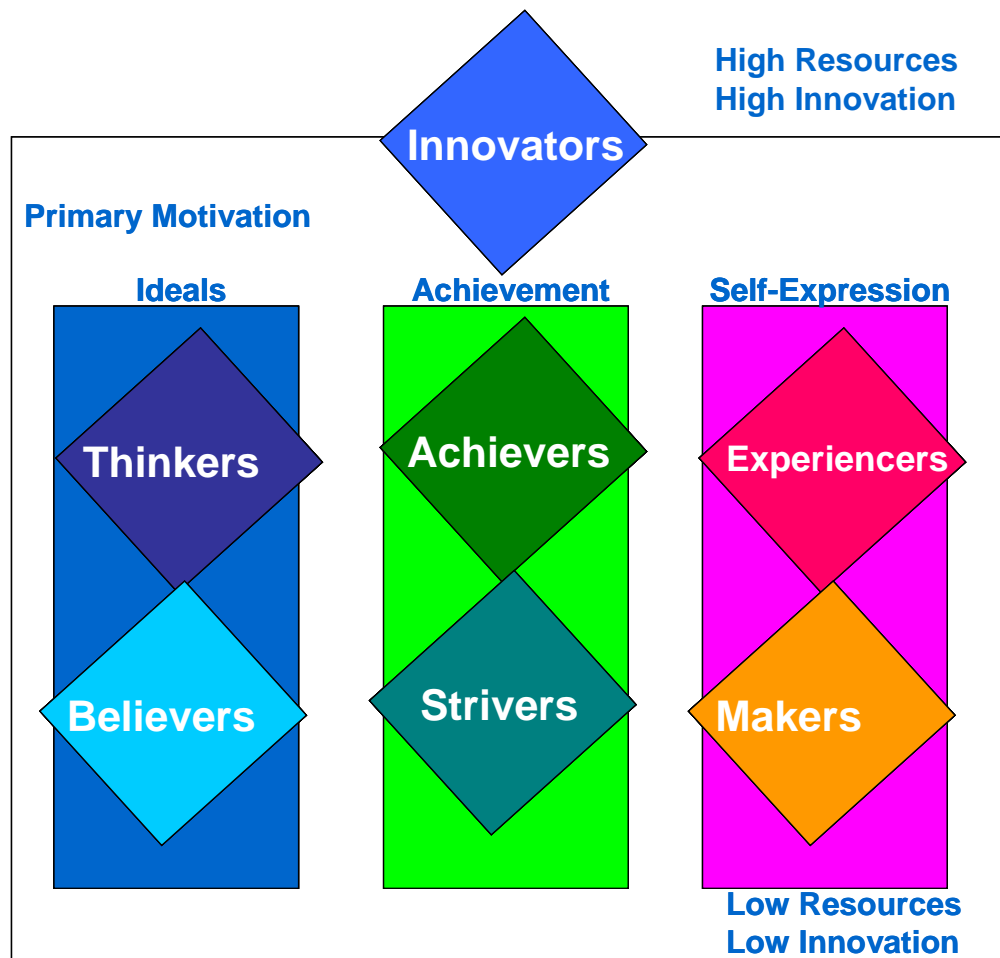 High Resources
High Innovation
Innovators
Primary Motivation
Ideals
Achievement
Self-Expression
Thinkers
Achievers
Experiencers
Believers
Strivers
Makers
Low Resources
Low Innovation